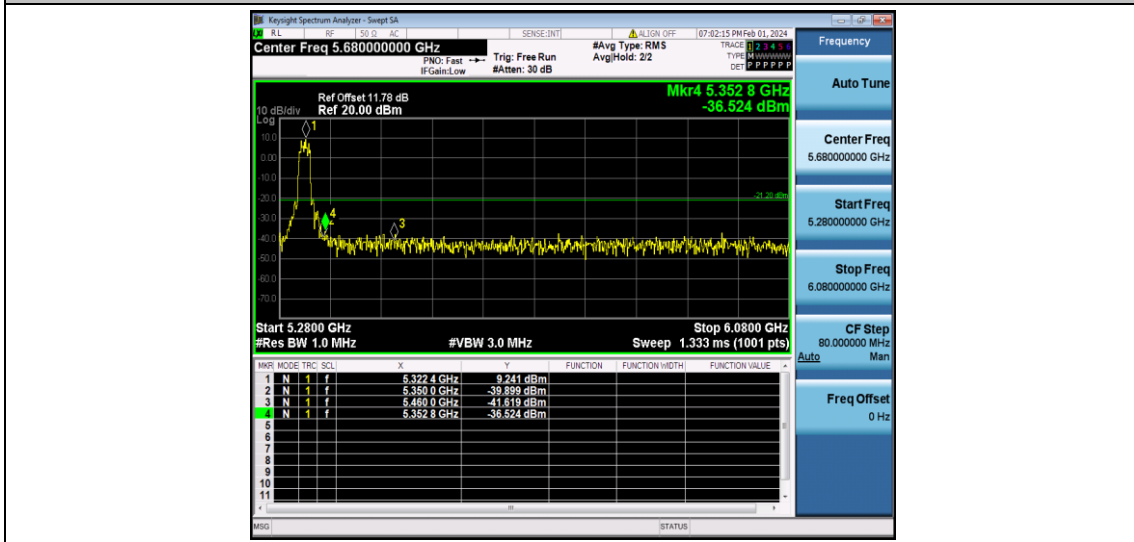 Keysight Spectrum Analyzer - Swept SA
RL RF 50 Ω AC SENSE:INT ALIGN OFF 07:02:15 PM Feb 01, 2024
Center Freq 5.680000000 GHz
PNO: Fast
IFGain:Low
Trig: Free Run
#Atten: 30 dB
#Avg Type: RMS
Avg|Hold: 2/2
TRACE 1 2 3 4 5 6
TYPE M W W W W W
DET P P P P P P
Frequency
Auto Tune
Center Freq
5.680000000 GHz
Start Freq
5.280000000 GHz
Stop Freq
6.080000000 GHz
CF Step
80.000000 MHz
Auto Man
Freq Offset
0 Hz
Mkr4 5.352 8 GHz
-36.524 dBm
Ref Offset 11.78 dB
10 dB/div Ref 20.00 dBm
Log
10.0
0.00
-10.0
-20.0
-30.0
-40.0
-50.0
-60.0
-70.0
1
4
2
3
-21.20 dBm
Start 5.2800 GHz Stop 6.0800 GHz
#Res BW 1.0 MHz #VBW 3.0 MHz Sweep 1.333 ms (1001 pts)
MKR MODE TRC SCL X Y FUNCTION FUNCTION WIDTH FUNCTION VALUE
1 N 1 f 5.322 4 GHz 9.241 dBm
2 N 1 f 5.350 0 GHz -39.899 dBm
3 N 1 f 5.460 0 GHz -41.619 dBm
4 N 1 f 5.352 8 GHz -36.524 dBm
5
6
7
8
9
10
11
MSG STATUS